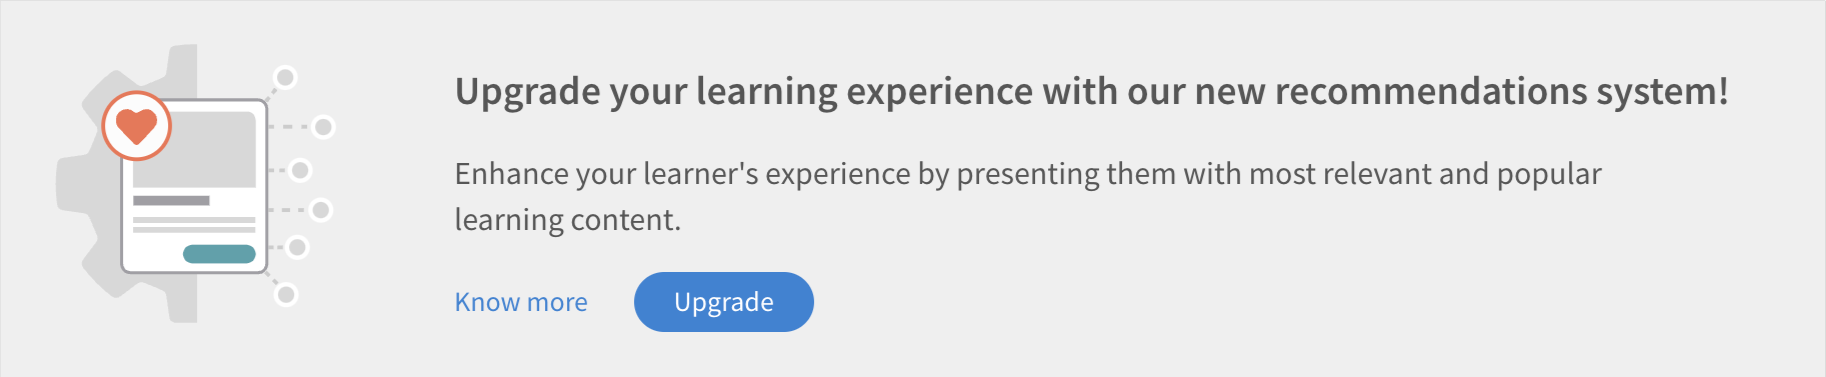 Upgrade your learning experience with our new recommendations system!
Enhance your learner's experience by presenting them with most relevant and popular
learning content.
Know more
Upgrade